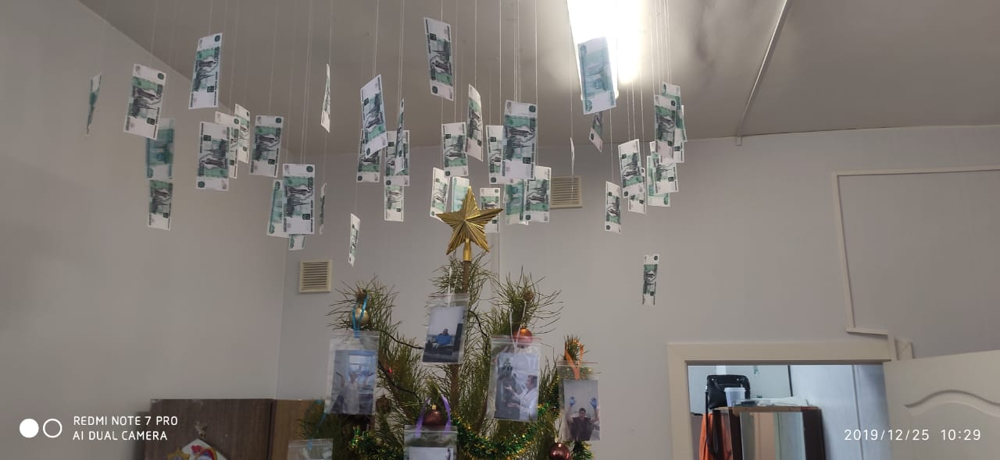 REDMI NOTE 7 PRO
AI DUAL CAMERA
2019/12/25 10:29